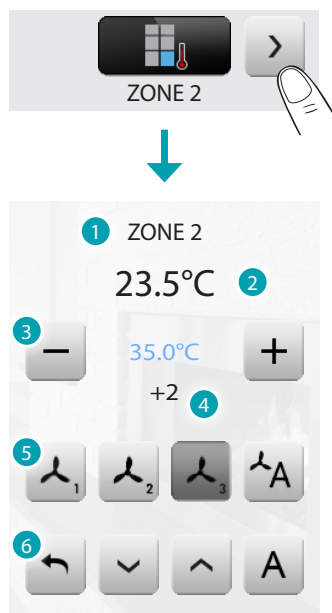 ZONE 2
1 ZONE 2
23.5°C 2
3
35.0°C
+2 4
5
1 2 3 A
6
A